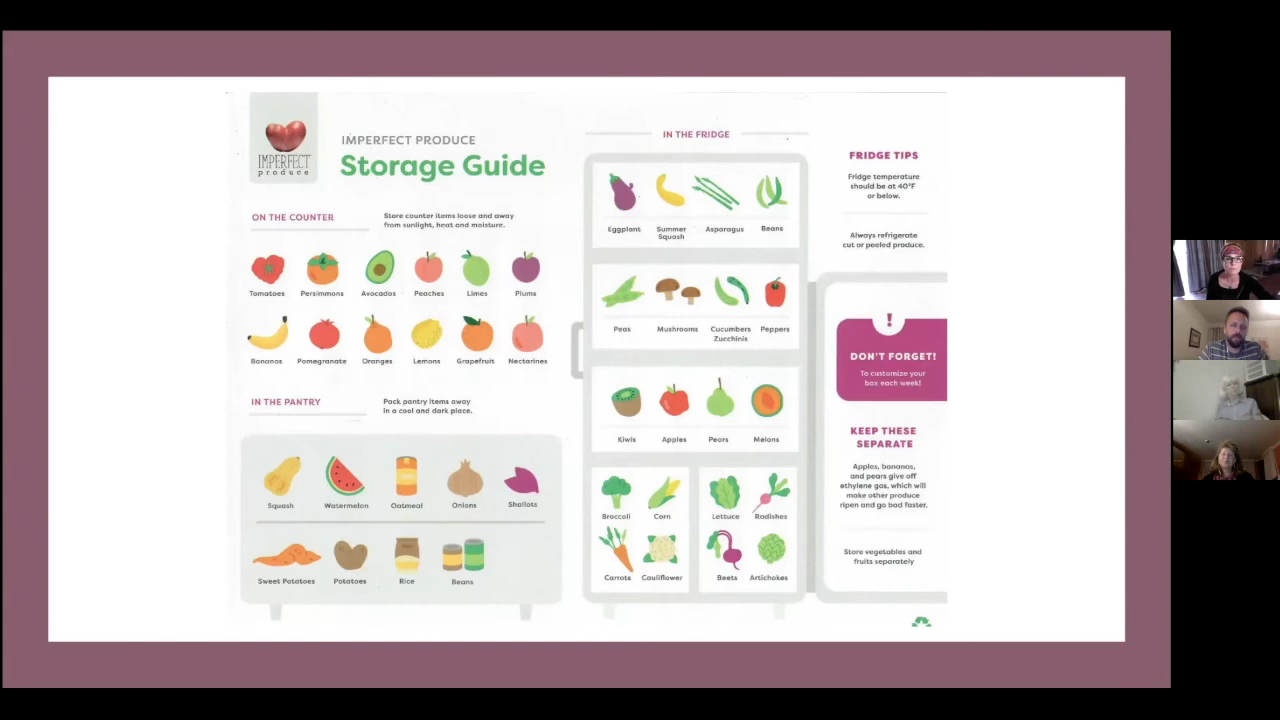 IMPERFECT
produce
IMPERFECT PRODUCE
Storage Guide
ON THE COUNTER
Store counter items loose and away
from sunlight, heat and moisture.
Tomatoes Persimmons Avocados Peaches Limes Plums
Bananas Pomegranate Oranges Lemons Grapefruit Nectarines
IN THE PANTRY
Pack pantry items away
in a cool and dark place.
Squash Watermelon Oatmeal Onions Shallots
Sweet Potatoes Potatoes Rice Beans
IN THE FRIDGE
Eggplant Summer Asparagus Beans
Squash
Peas Mushrooms Cucumbers Peppers
Zucchinis
Kiwis Apples Pears Melons
Broccoli Corn Lettuce Radishes
Carrots Cauliflower Beets Artichokes
FRIDGE TIPS
Fridge temperature
should be at 40°F
or below.
Always refrigerate
cut or peeled produce.
!
DON'T FORGET!
To customize your
box each week!
KEEP THESE
SEPARATE
Apples, bananas,
and pears give off
ethylene gas, which will
make other produce
ripen and go bad faster.
Store vegetables and
fruits separately